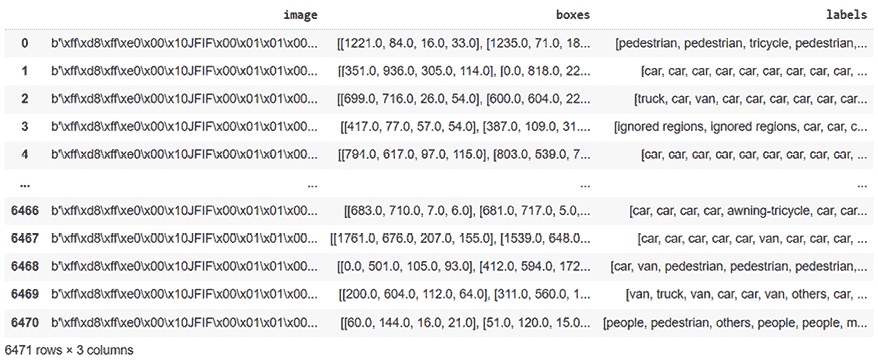 image boxes labels
0 b'\xff\xd8\xff\xe0\x00\x10JFIF\x00\x01\x01\x00... [[1221.0, 84.0, 16.0, 33.0], [1235.0, 71.0, 18... [pedestrian, pedestrian, tricycle, pedestrian,...
1 b'\xff\xd8\xff\xe0\x00\x10JFIF\x00\x01\x01\x00... [[351.0, 936.0, 305.0, 114.0], [0.0, 818.0, 22... [car, car, car, car, car, car, car, car, car, ...
2 b'\xff\xd8\xff\xe0\x00\x10JFIF\x00\x01\x01\x00... [[699.0, 716.0, 26.0, 54.0], [600.0, 604.0, 22... [truck, car, van, car, car, car, car, car, car...
3 b'\xff\xd8\xff\xe0\x00\x10JFIF\x00\x01\x01\x00... [[417.0, 77.0, 57.0, 54.0], [387.0, 109.0, 31.... [ignored regions, ignored regions, car, car, c...
4 b'\xff\xd8\xff\xe0\x00\x10JFIF\x00\x01\x01\x00... [[791.0, 617.0, 97.0, 115.0], [803.0, 539.0, 7... [car, car, car, car, car, car, car, car, car, ...
... ... ... ...
6466 b'\xff\xd8\xff\xe0\x00\x10JFIF\x00\x01\x01\x00... [[683.0, 710.0, 7.0, 6.0], [681.0, 717.0, 5.0,... [car, car, car, car, awning-tricycle, car, car...
6467 b'\xff\xd8\xff\xe0\x00\x10JFIF\x00\x01\x01\x00... [[1761.0, 676.0, 207.0, 155.0], [1539.0, 648.0... [car, car, car, car, car, van, car, car, car, ...
6468 b'\xff\xd8\xff\xe0\x00\x10JFIF\x00\x01\x01\x00... [[0.0, 501.0, 105.0, 93.0], [412.0, 594.0, 172... [car, van, pedestrian, pedestrian, pedestrian,...
6469 b'\xff\xd8\xff\xe0\x00\x10JFIF\x00\x01\x01\x00... [[200.0, 604.0, 112.0, 64.0], [311.0, 560.0, 1... [van, truck, van, car, car, van, others, car, ...
6470 b'\xff\xd8\xff\xe0\x00\x10JFIF\x00\x01\x01\x00... [[60.0, 144.0, 16.0, 21.0], [51.0, 120.0, 15.0... [people, pedestrian, others, people, people, m...
6471 rows × 3 columns